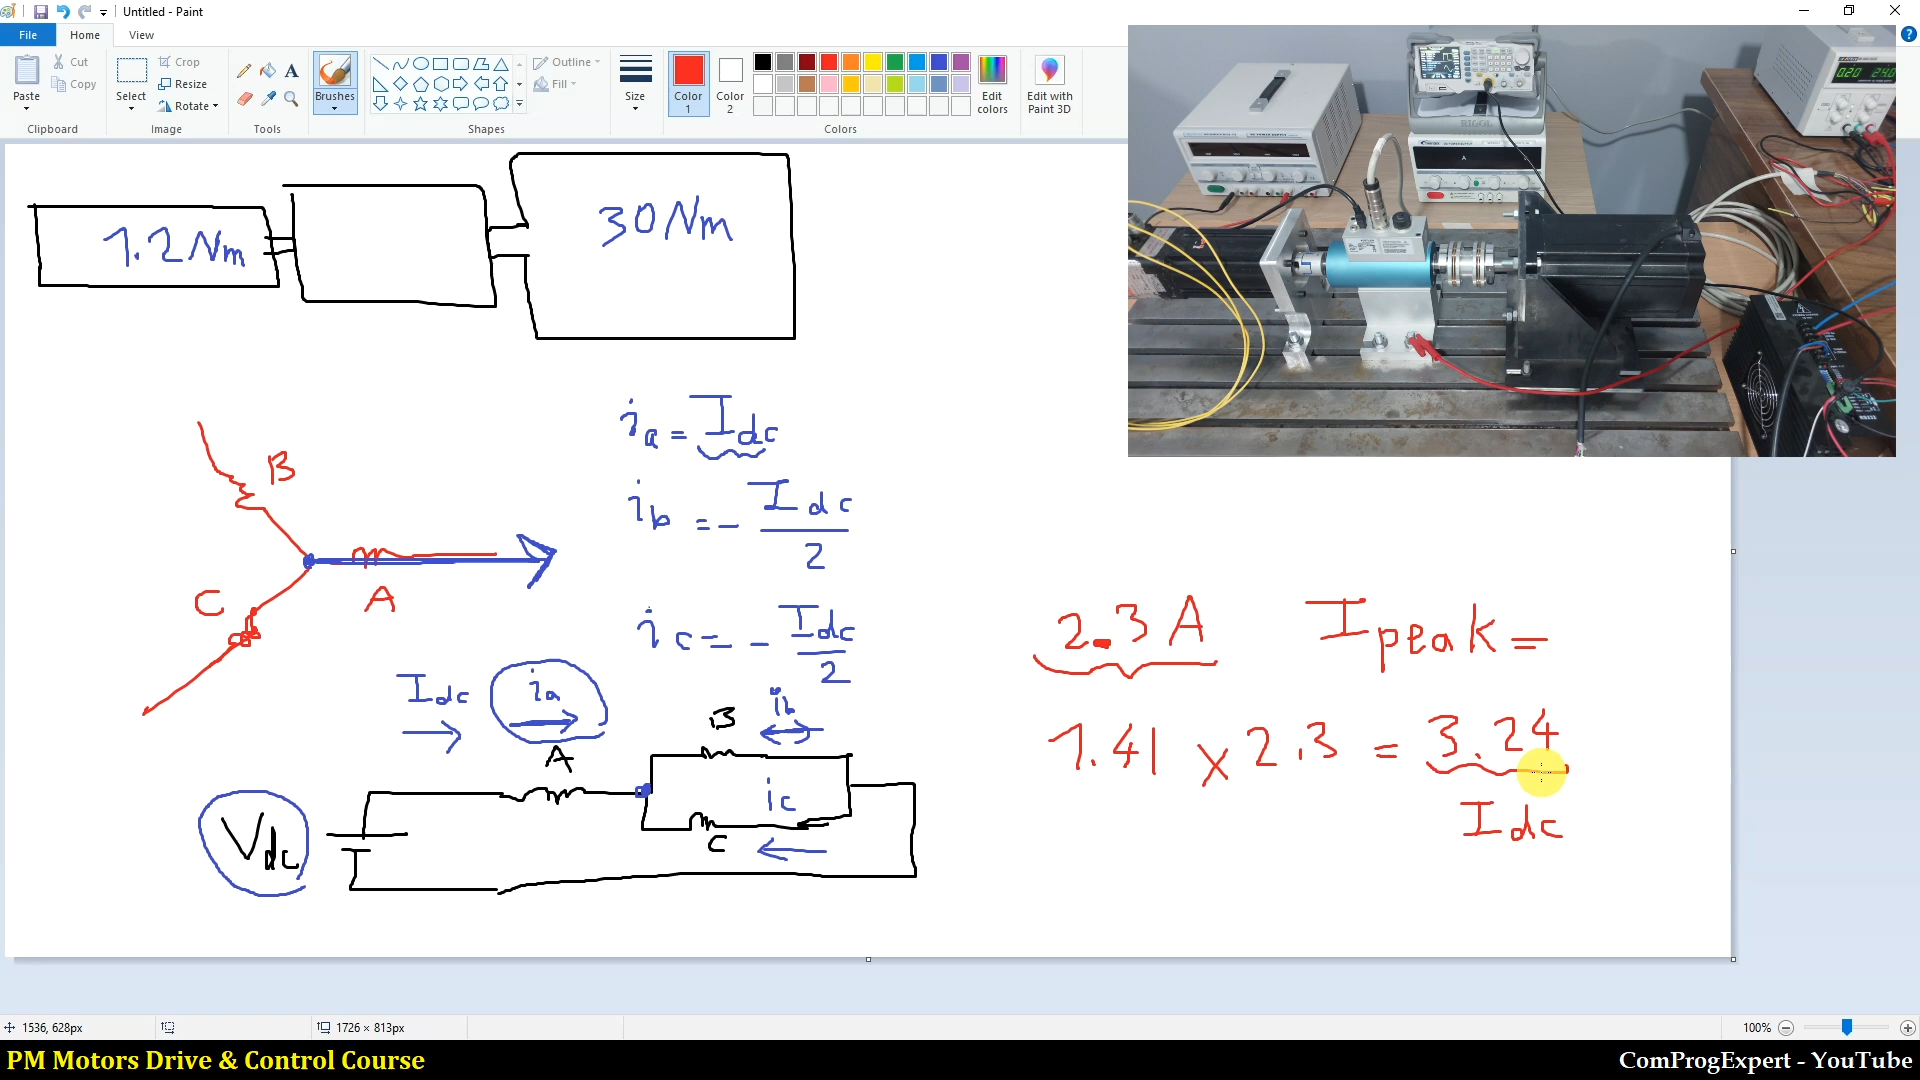 Untitled - Paint
File Home View
Paste
Cut
Copy
Clipboard
Select
Crop
Resize
Rotate
Image
A
Tools
Brushes
Outline
Fill
Shapes
Size
Color 1
Color 2
Colors
Edit colors
Edit with Paint 3D
RIGOL
1.2 Nm
30 Nm
B
C
A
ia = Idc
ib = - Idc/2
ic = - Idc/2
Idc
ia
A
B
ib
ic
C
Vdc
2.3 A Ipeak =
1.41 x 2.3 = 3.24
Idc
1536, 628px
1726 × 813px
100%
PM Motors Drive & Control Course
ComProgExpert - YouTube